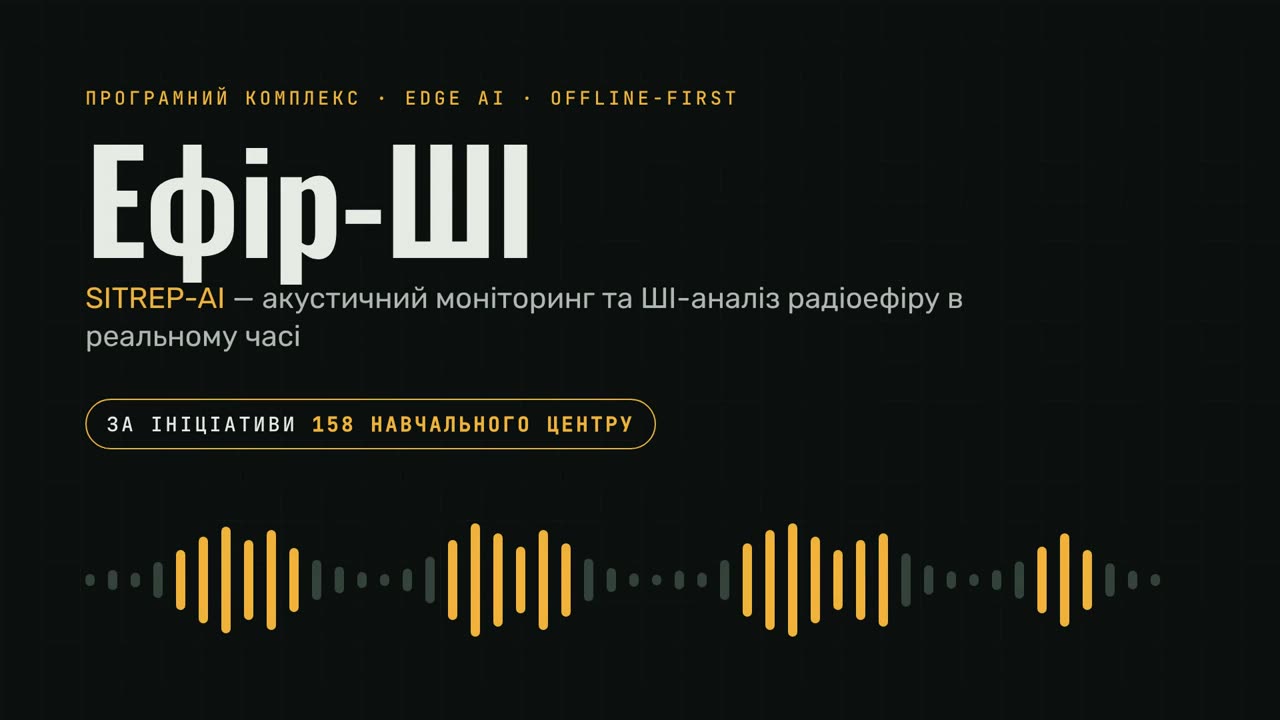 ПРОГРАМНИЙ КОМПЛЕКС · EDGE AI · OFFLINE-FIRST
Ефір-ШІ
SITREP-AI — акустичний моніторинг та ШІ-аналіз радіоефіру в
реальному часі
ЗА ІНІЦІАТИВИ 158 НАВЧАЛЬНОГО ЦЕНТРУ